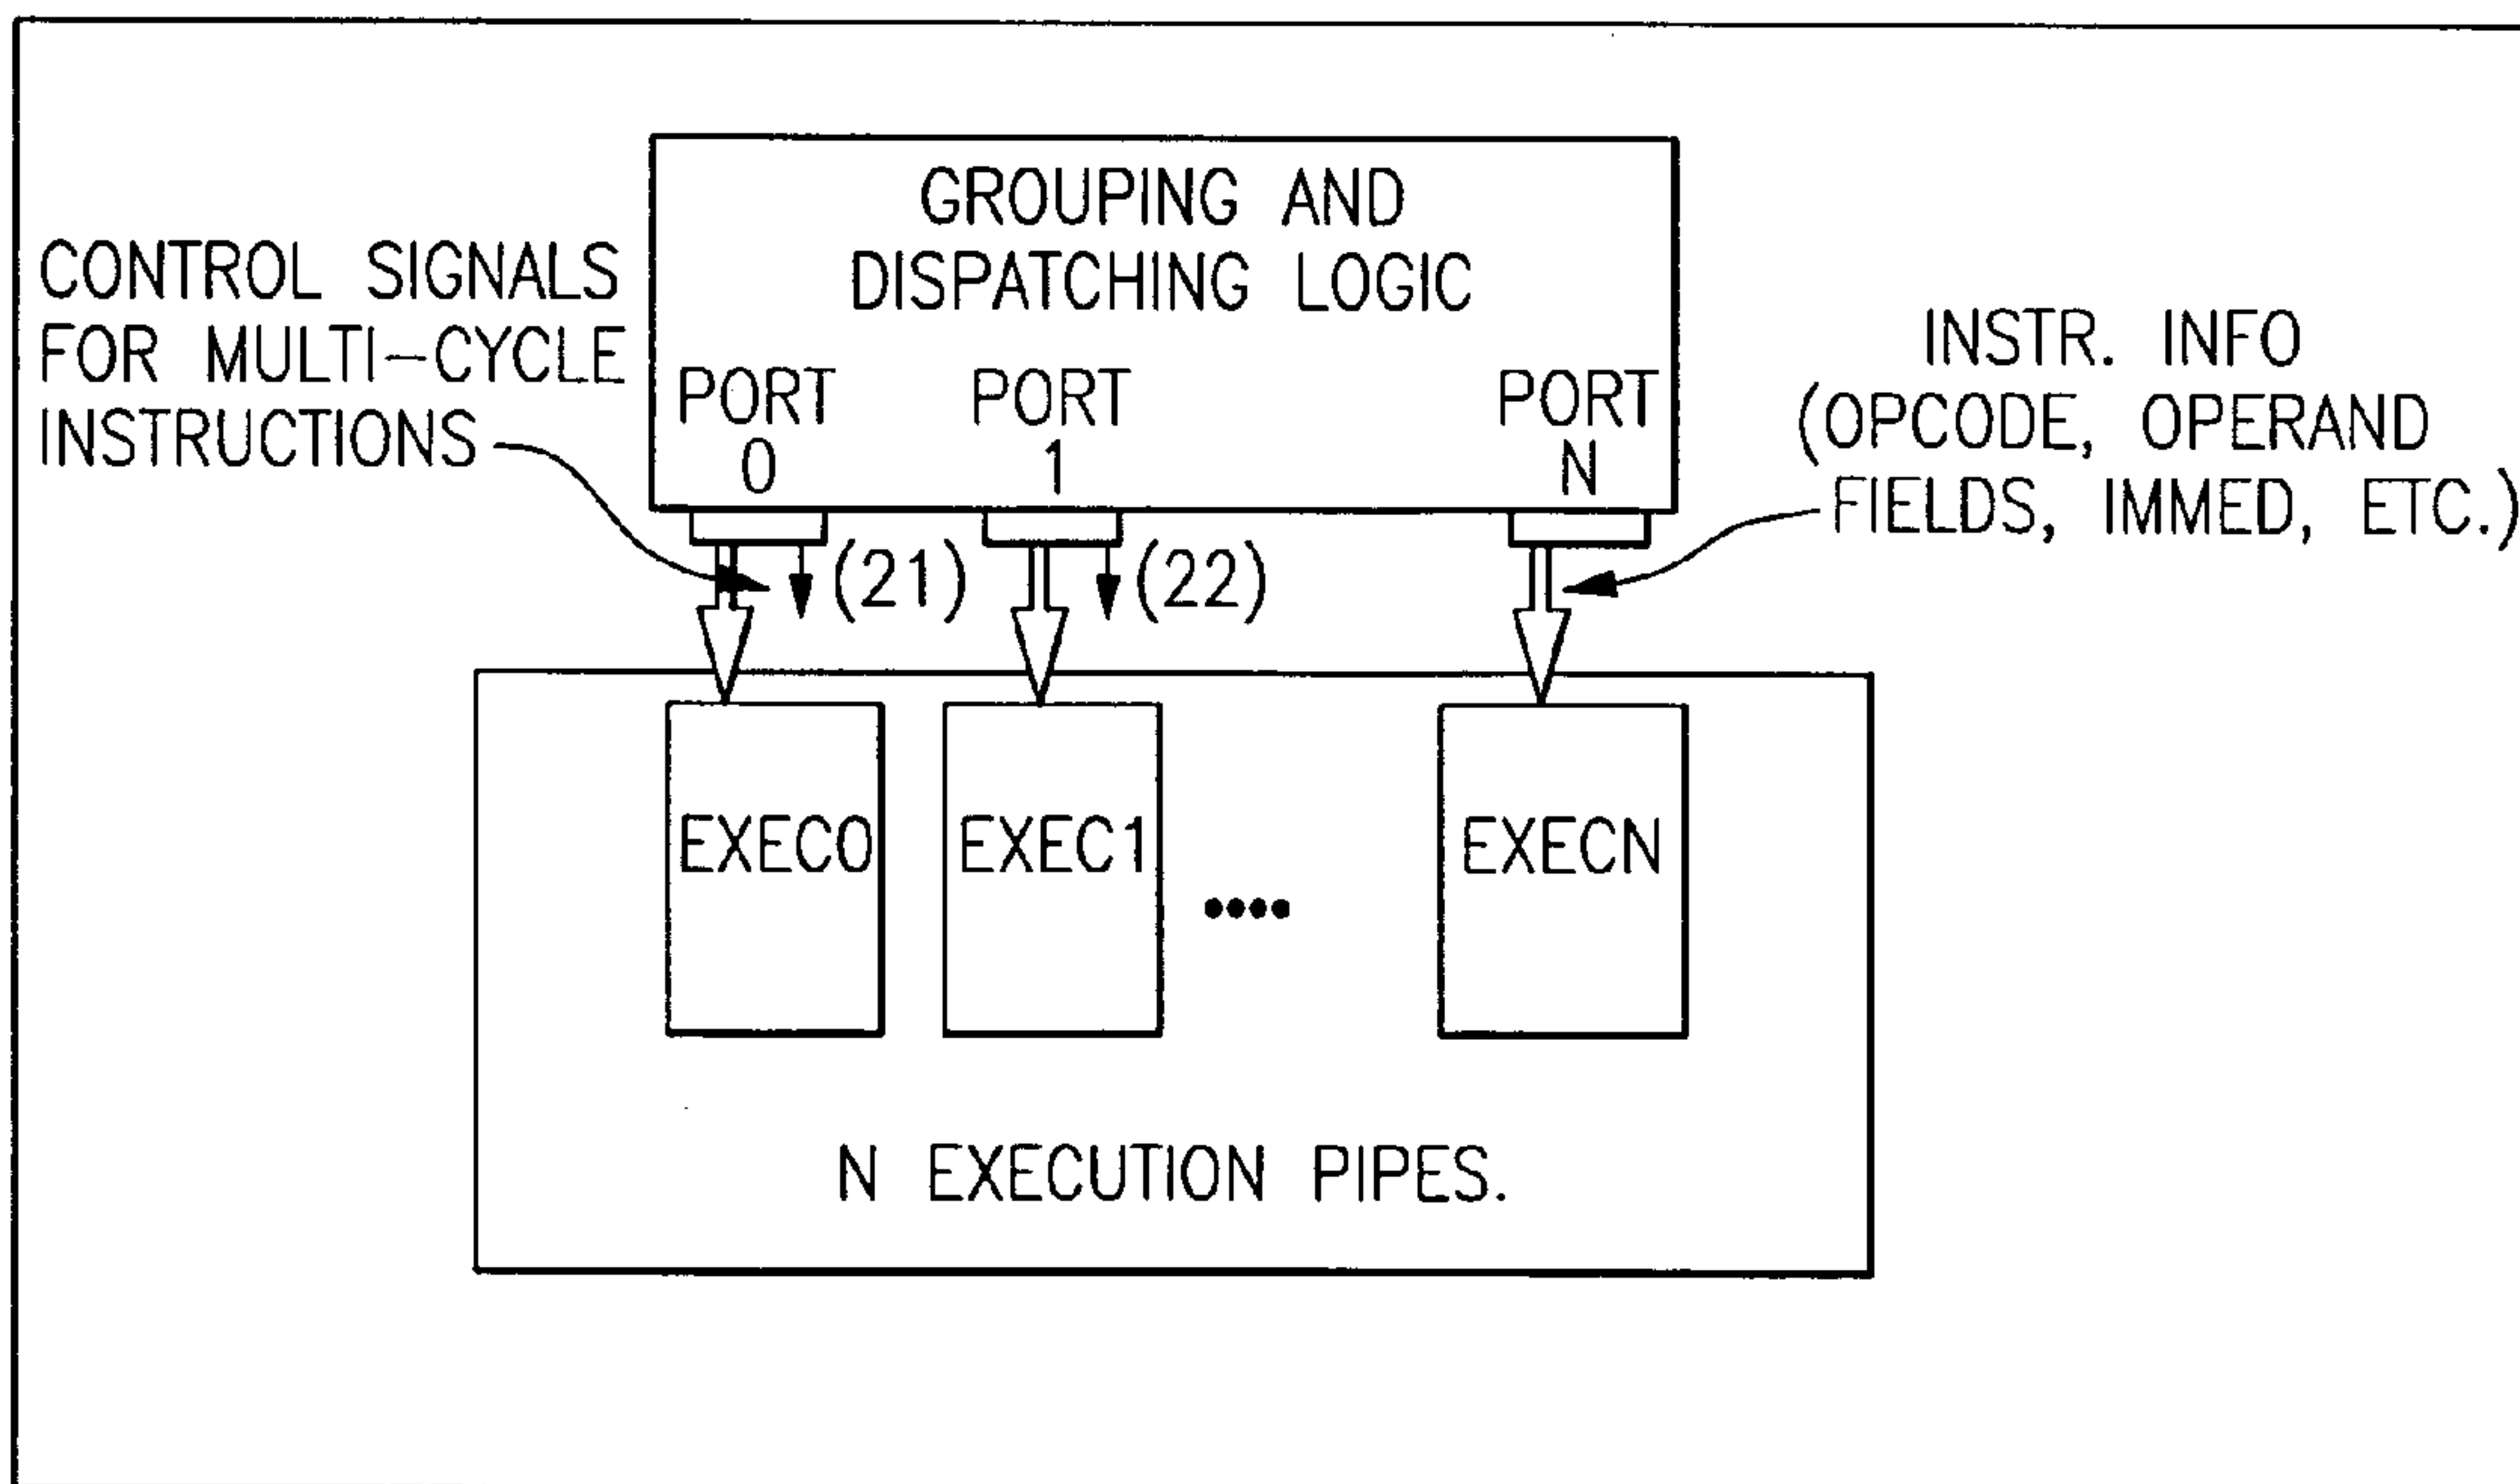 GROUPING AND
DISPATCHING LOGIC
CONTROL SIGNALS
FOR MULTI-CYCLE
INSTRUCTIONS
PORT
0
PORT
1
PORT
N
INSTR. INFO
(OPCODE, OPERAND
FIELDS, IMMED, ETC.)
(21)
(22)
EXEC0
EXEC1
EXECN
N EXECUTION PIPES.